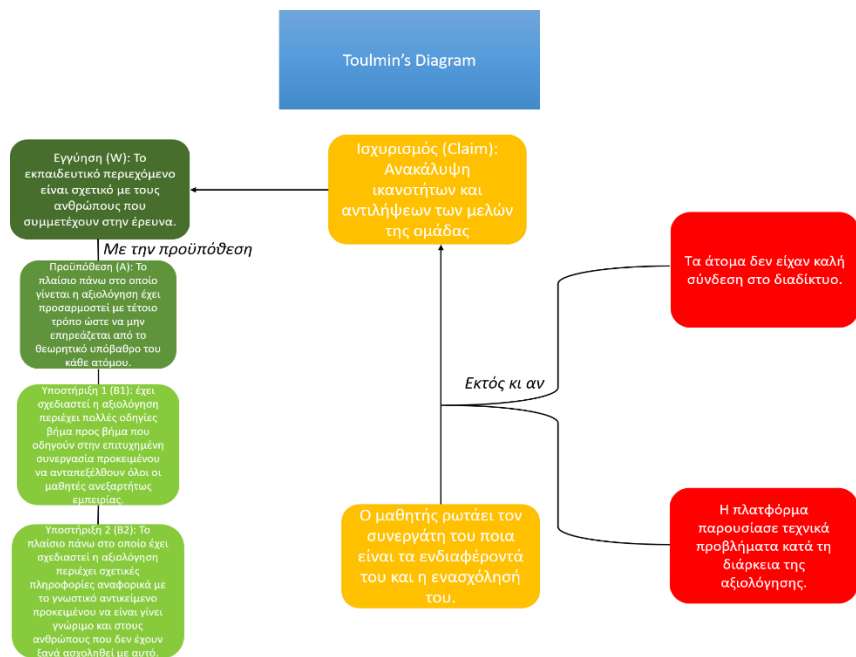 Toulmin's Diagram
Εγγύηση (W): Το
εκπαιδευτικό περιεχόμενο
είναι σχετικό με τους
ανθρώπους που
συμμετέχουν στην έρευνα.
Ισχυρισμός (Claim):
Ανακάλυψη
ικανοτήτων και
αντιλήψεων των μελών
της ομάδας
Με την προϋπόθεση
Προϋπόθεση (Α): Το
πλαίσιο πάνω στο οποίο
γίνεται η αξιολόγηση έχει
προσαρμοστεί με τέτοιο
τρόπο ώστε να μην
επηρεάζεται από το
θεωρητικό υπόβαθρο του
κάθε ατόμου.
Τα άτομα δεν είχαν καλή
σύνδεση στο διαδίκτυο.
Εκτός κι αν
Υποστήριξη 1 (Β1): έχει
σχεδιαστεί η αξιολόγηση
περιέχει πολλές οδηγίες
βήμα προς βήμα που
οδηγούν στην επιτυχημένη
συνεργασία προκειμένου
να ανταπεξέλθουν όλοι οι
μαθητές ανεξαρτήτως
εμπειρίας.
Ο μαθητής ρωτάει τον
συνεργάτη του ποια
είναι τα ενδιαφέροντά
του και η ενασχόλησή
του.
Η πλατφόρμα
παρουσίασε τεχνικά
προβλήματα κατά τη
διάρκεια της
αξιολόγησης.
Υποστήριξη 2 (Β2): Το
πλαίσιο πάνω στο οποίο έχει
σχεδιαστεί η αξιολόγηση
περιέχει σχετικές
πληροφορίες αναφορικά με
το γνωστικό αντικείμενο
προκειμένου να είναι γίνει
γνώριμο και στους
ανθρώπους που δεν έχουν
ξανά ασχοληθεί με αυτό.